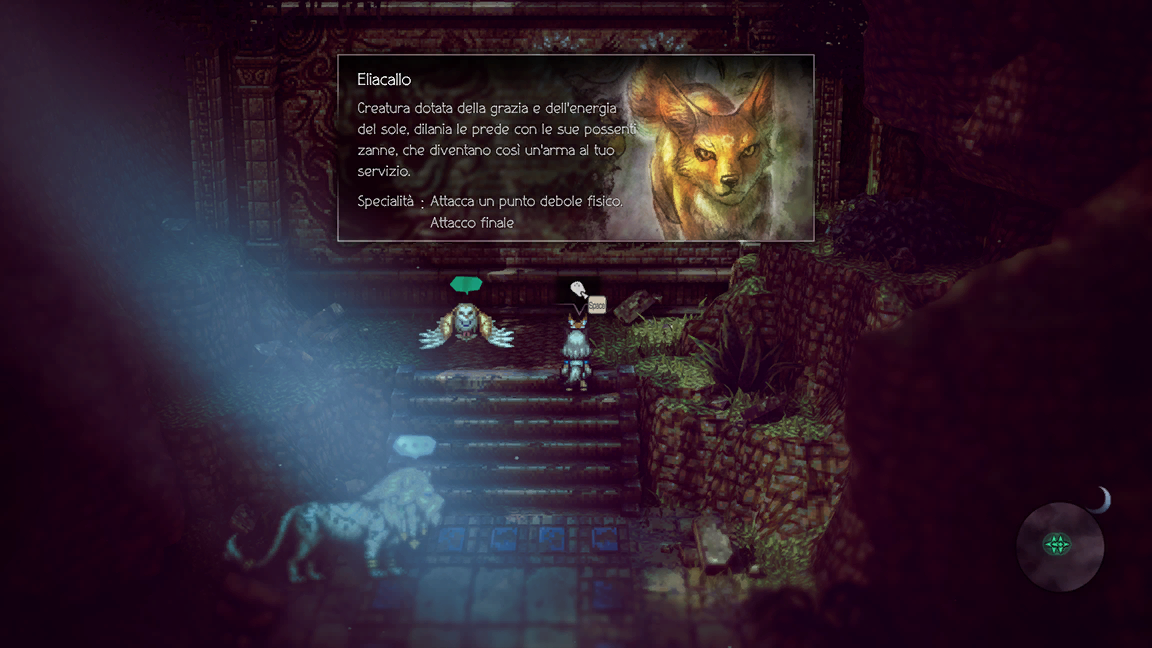 Eliacallo
Creatura dotata della grazia e dell'energia
del sole, dilania le prede con le sue possenti
zanne, che diventano così un'arma al tuo
servizio.
Specialità : Attacca un punto debole fisico.
Attacco finale
Space